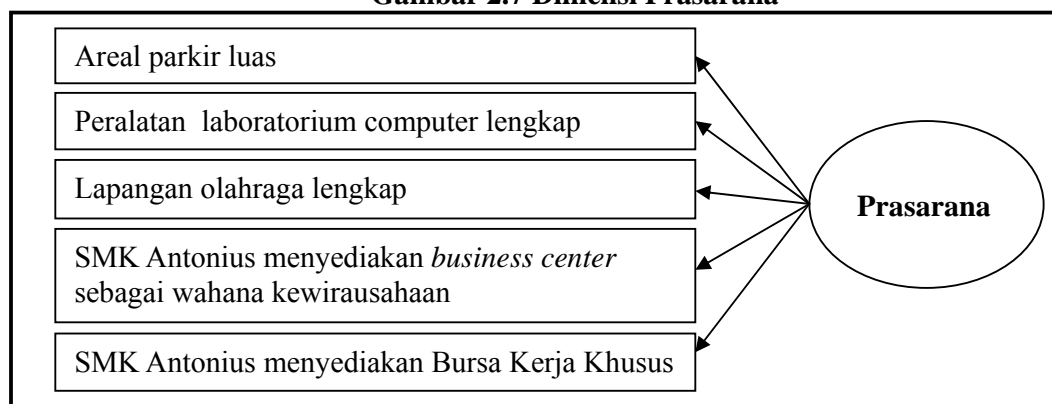 Gambar 2.7 Dimensi Prasarana
Areal parkir luas
Peralatan laboratorium computer lengkap
Lapangan olahraga lengkap
SMK Antonius menyediakan business center
sebagai wahana kewirausahaan
SMK Antonius menyediakan Bursa Kerja Khusus
Prasarana